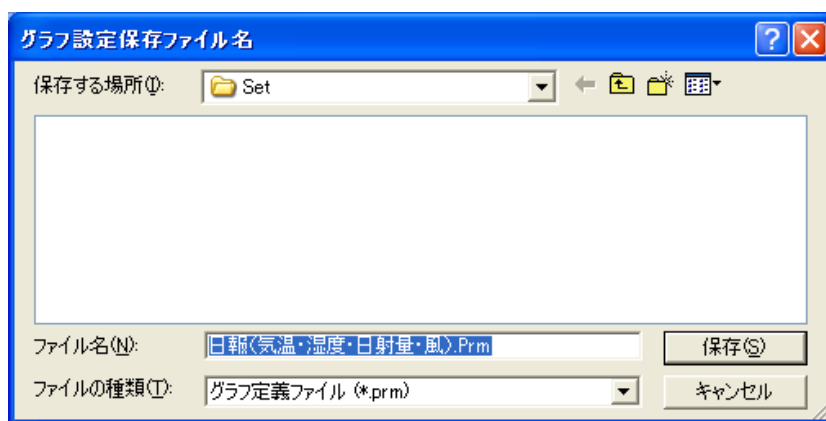 グラフ設定保存ファイル名
保存する場所(I):
Set
ファイル名(N):
日報(気温・湿度・日射量・風).Prm
保存(S)
ファイルの種類(T):
グラフ定義ファイル (*.prm)
キャンセル